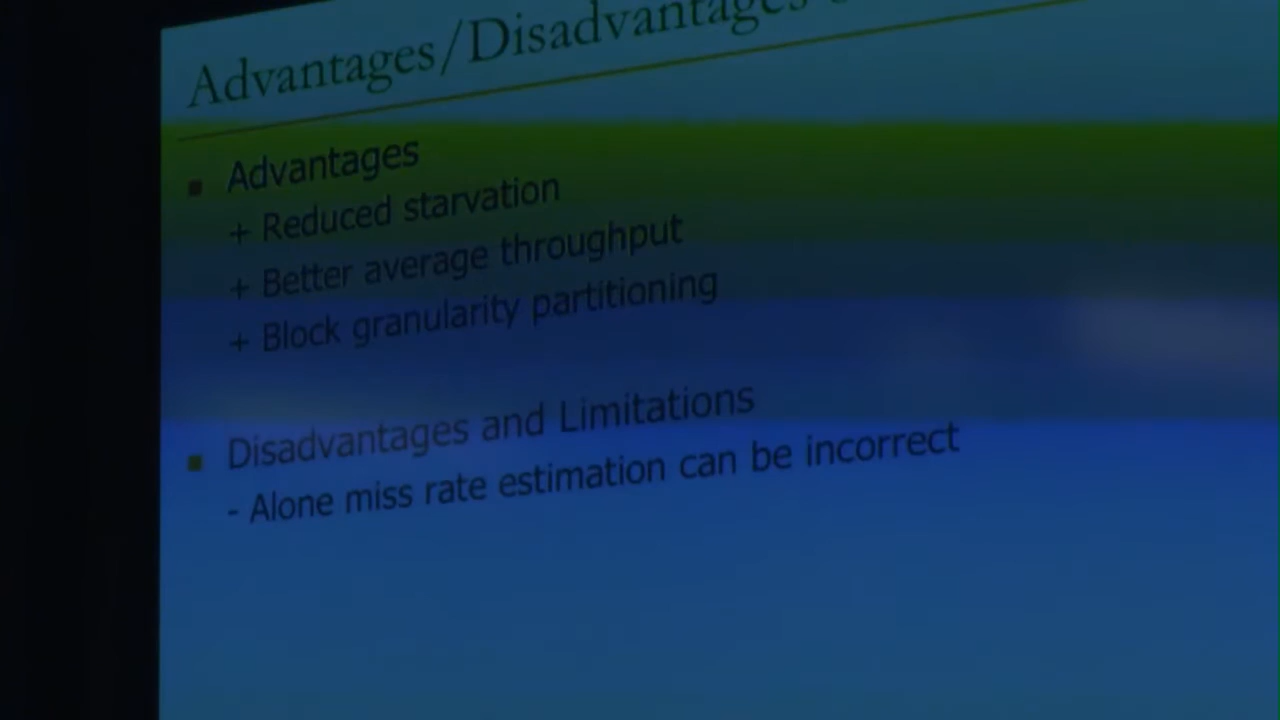 Advantages/Disadvantages
▪ Advantages
+ Reduced starvation
+ Better average throughput
+ Block granularity partitioning
▪ Disadvantages and Limitations
- Alone miss rate estimation can be incorrect